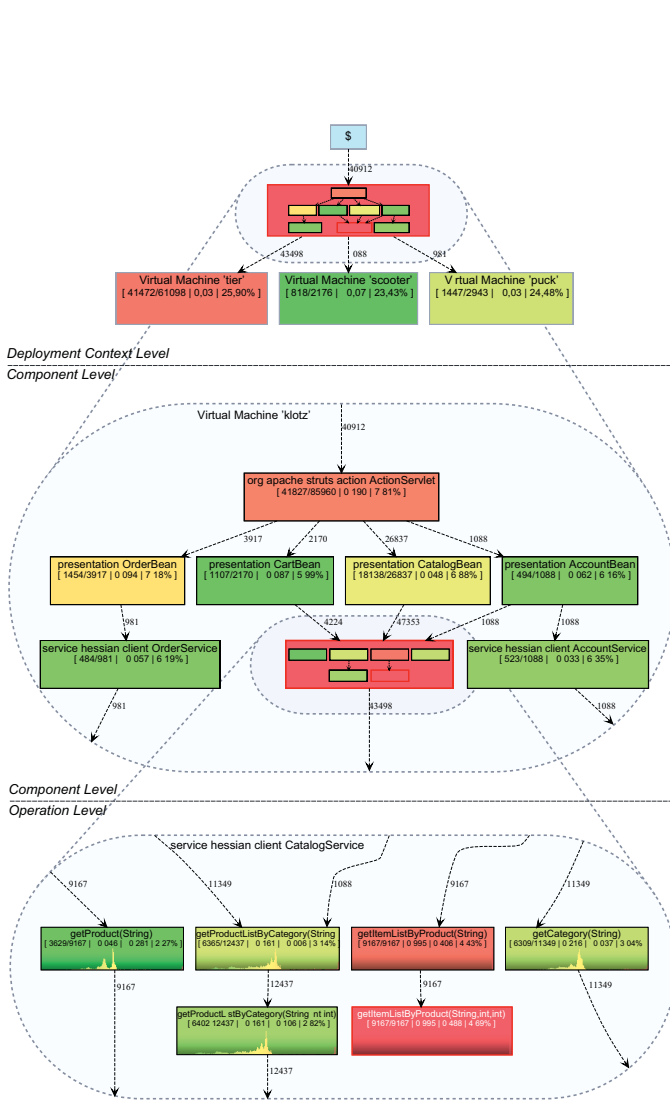 $
40912
43498
088
981
Virtual Machine 'tier'
[ 41472/61098 | 0,03 | 25,90% ]
Virtual Machine 'scooter'
[ 818/2176 | 0,07 | 23,43% ]
V rtual Machine "puck"
[ 1447/2943 | 0,03 | 24,48% ]
Deployment Context Level
Component Level
Virtual Machine 'klotz'
40912
org apache struts action ActionServlet
[ 41827/85960 | 0 190 | 7 81% ]
3917
2170
26837
1088
presentation OrderBean
[ 1454/3917 | 0 094 | 7 18% ]
presentation CartBean
[ 1107/2170 | 0 087 | 5 99% ]
presentation CatalogBean
[ 18138/26837 | 0 048 | 6 88% ]
presentation AccountBean
[ 494/1088 | 0 062 | 6 16% ]
981
4224
47353
1088
1088
service hessian client OrderService
[ 484/981 | 0 057 | 6 19% ]
service hessian client AccountService
[ 523/1088 | 0 033 | 6 35% ]
981
43498
1088
Component Level
Operation Level
service hessian client CatalogService
9167
11349
1088
9167
11349
getProduct(String)
[ 3629/9167 | 0 046 | 0 281 | 2 27% ]
getProductListByCategory(String
[ 6365/12437 | 0 161 | 0 006 | 3 14% ]
getItemListByProduct(String)
[ 9167/9167 | 0 995 | 0 406 | 4 43% ]
getCategory(String)
[ 6309/11349 | 0 216 | 0 037 | 3 04%
9167
12437
9167
11349
getProductL stByCategory(String nt int)
[ 6402 12437 | 0 161 | 0 106 | 2 82% ]
getItemListByProduct(String,int,int)
[ 9167/9167 | 0 995 | 0 488 | 4 69% ]
12437